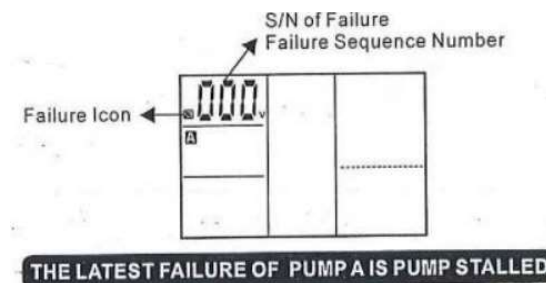 S/N of Failure
Failure Sequence Number
000 v
Failure Icon
A
THE LATEST FAILURE OF PUMP A IS PUMP STALLED